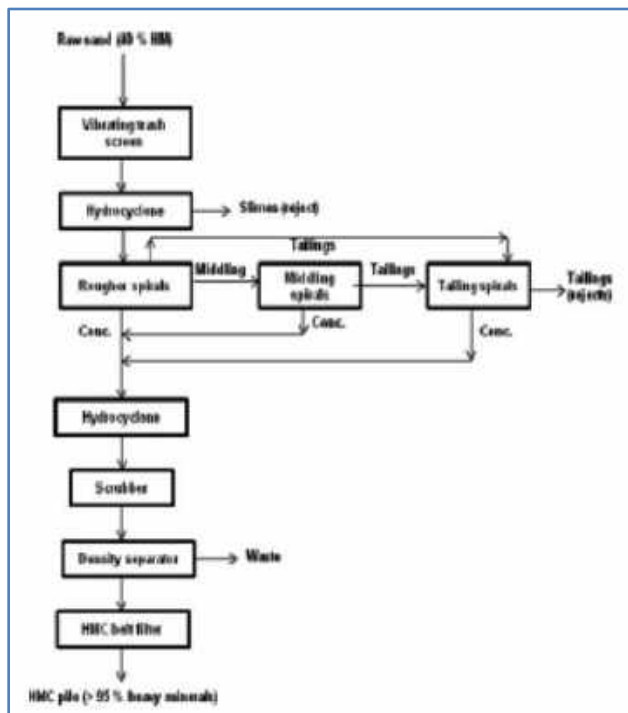 Raw sand (80 % HM)
Vibrating trash
screen
Hydrocyclone
Slimes (reject)
Tailings
Rougher spirals
Middling
Middling
spirals
Tailings
Tailing spirals
Tailings
(rejects)
Conc.
Conc.
Conc.
Hydrocyclone
Scrubber
Density separator
Waste
HMC belt filter
HMC pile (> 95 % heavy minerals)